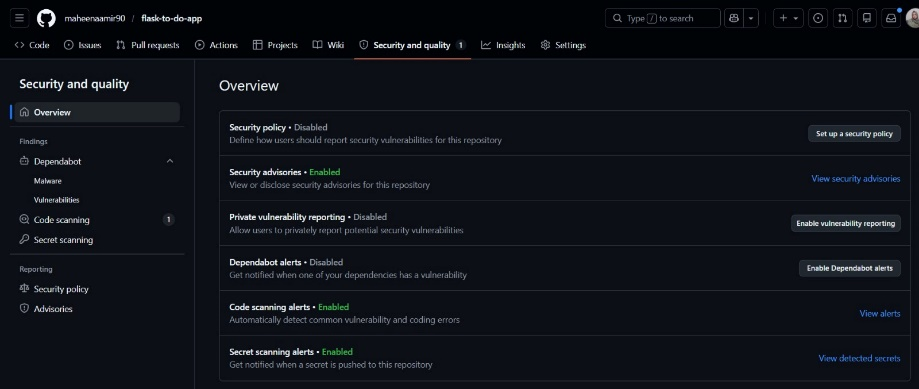 maheenaamir90 / flask-to-do-app
Type / to search
Code
Issues
Pull requests
Actions
Projects
Wiki
Security and quality 1
Insights
Settings
Security and quality
Overview
Findings
Dependabot
Malware
Vulnerabilities
Code scanning 1
Secret scanning
Reporting
Security policy
Advisories
Overview
Security policy • Disabled
Define how users should report security vulnerabilities for this repository
Set up a security policy
Security advisories • Enabled
View or disclose security advisories for this repository
View security advisories
Private vulnerability reporting • Disabled
Allow users to privately report potential security vulnerabilities
Enable vulnerability reporting
Dependabot alerts • Disabled
Get notified when one of your dependencies has a vulnerability
Enable Dependabot alerts
Code scanning alerts • Enabled
Automatically detect common vulnerability and coding errors
View alerts
Secret scanning alerts • Enabled
Get notified when a secret is pushed to this repository
View detected secrets